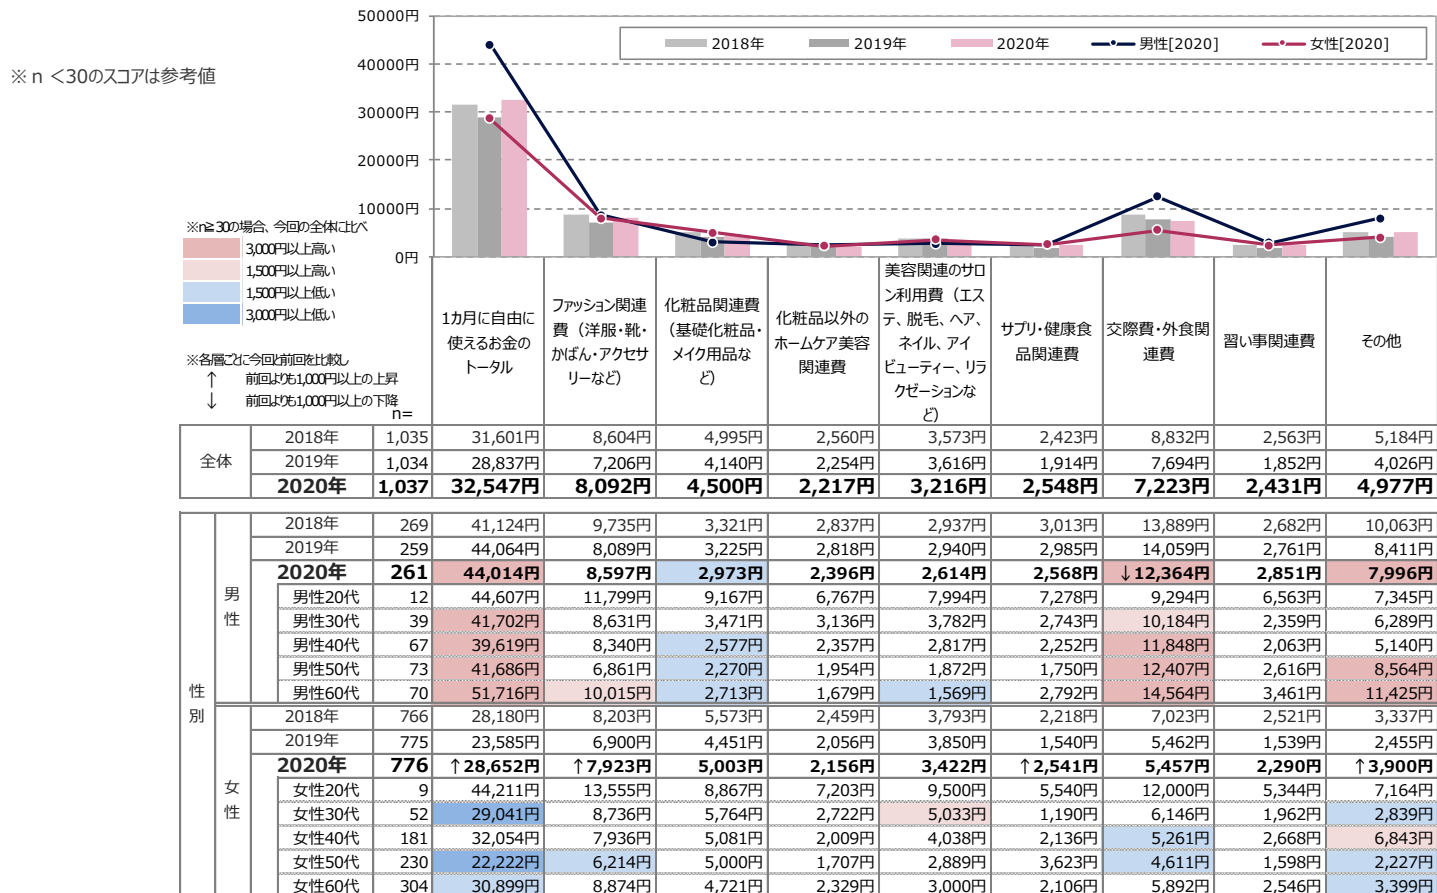 50000円
40000円
30000円
20000円
10000円
0円
2018年 2019年 2020年 男性[2020] 女性[2020]
※ n <30のスコアは参考値
※n≧30の場合、今回の全体に比べ
3,000円以上高い
1,500円以上高い
1,500円以上低い
3,000円以上低い
※各層ごとに今回と前回を比較し
↑ 前回よりも1,000円以上の上昇
↓ 前回よりも1,000円以上の下降
n=
1カ月に自由に
使えるお金の
トータル
ファッション関連
費(洋服・靴・
かばん・アクセサ
リーなど)
化粧品関連費
(基礎化粧品・
メイク用品な
ど)
化粧品以外の
ホームケア美容
関連費
美容関連のサロ
ン利用費(エス
テ、脱毛、ヘア、
ネイル、アイ
ビューティー、リラ
クゼーションな
ど)
サプリ・健康食
品関連費
交際費・外食関
連費
習い事関連費
その他
全体
2018年 1,035 31,601円 8,604円 4,995円 2,560円 3,573円 2,423円 8,832円 2,563円 5,184円
2019年 1,034 28,837円 7,206円 4,140円 2,254円 3,616円 1,914円 7,694円 1,852円 4,026円
2020年 1,037 32,547円 8,092円 4,500円 2,217円 3,216円 2,548円 7,223円 2,431円 4,977円
性別
男性
2018年 269 41,124円 9,735円 3,321円 2,837円 2,937円 3,013円 13,889円 2,682円 10,063円
2019年 259 44,064円 8,089円 3,225円 2,818円 2,940円 2,985円 14,059円 2,761円 8,411円
2020年 261 44,014円 8,597円 2,973円 2,396円 2,614円 2,568円 ↓12,364円 2,851円 7,996円
男性20代 12 44,607円 11,799円 9,167円 6,767円 7,994円 7,278円 9,294円 6,563円 7,345円
男性30代 39 41,702円 8,631円 3,471円 3,136円 3,782円 2,743円 10,184円 2,359円 6,289円
男性40代 67 39,619円 8,340円 2,577円 2,357円 2,817円 2,252円 11,848円 2,063円 5,140円
男性50代 73 41,686円 6,861円 2,270円 1,954円 1,872円 1,750円 12,407円 2,616円 8,564円
男性60代 70 51,716円 10,015円 2,713円 1,679円 1,569円 2,792円 14,564円 3,461円 11,425円
女性
2018年 766 28,180円 8,203円 5,573円 2,459円 3,793円 2,218円 7,023円 2,521円 3,337円
2019年 775 23,585円 6,900円 4,451円 2,056円 3,850円 1,540円 5,462円 1,539円 2,455円
2020年 776 ↑28,652円 ↑7,923円 5,003円 2,156円 3,422円 ↑2,541円 5,457円 2,290円 ↑3,900円
女性20代 9 44,211円 13,555円 8,867円 7,203円 9,500円 5,540円 12,000円 5,344円 7,164円
女性30代 52 29,041円 8,736円 5,764円 2,722円 5,033円 1,190円 6,146円 1,962円 2,839円
女性40代 181 32,054円 7,936円 5,081円 2,009円 4,038円 2,136円 5,261円 2,668円 6,843円
女性50代 230 22,222円 6,214円 5,000円 1,707円 2,889円 3,623円 4,611円 1,598円 2,227円
女性60代 304 30,899円 8,874円 4,721円 2,329円 3,000円 2,106円 5,892円 2,546円 3,399円